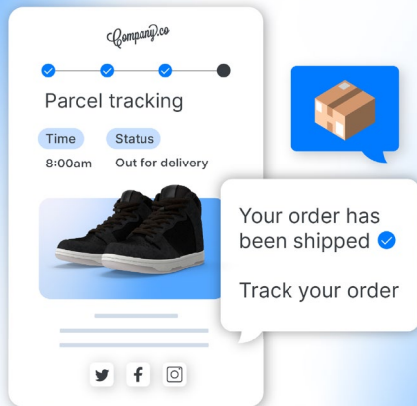 Company.co
Parcel tracking
Time Status
8:00am Out for delivery
Your order has
been shipped
Track your order